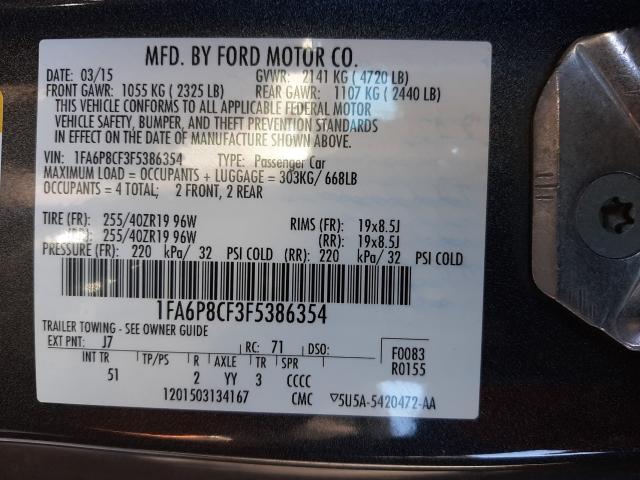 MFD. BY FORD MOTOR CO.
DATE: 03/15 GVWR: 2141 KG ( 4720 LB)
FRONT GAWR: 1055 KG ( 2325 LB) REAR GAWR: 1107 KG ( 2440 LB)
THIS VEHICLE CONFORMS TO ALL APPLICABLE FEDERAL MOTOR
VEHICLE SAFETY, BUMPER, AND THEFT PREVENTION STANDARDS
IN EFFECT ON THE DATE OF MANUFACTURE SHOWN ABOVE.
VIN: 1FA6P8CF3F5386354 TYPE: Passenger Car
MAXIMUM LOAD = OCCUPANTS + LUGGAGE = 303KG/ 668LB
OCCUPANTS = 4 TOTAL; 2 FRONT, 2 REAR
TIRE (FR): 255/40ZR19 96W RIMS (FR): 19x8.5J
(RR): 255/40ZR19 96W (RR): 19x8.5J
PRESSURE (FR): 220 kPa/ 32 PSI COLD (RR): 220 kPa/ 32 PSI COLD
1FA6P8CF3F5386354
TRAILER TOWING - SEE OWNER GUIDE
EXT PNT: J7 RC: 71 DSO: F0083
INT TR TP/PS R AXLE TR SPR R0155
51 2 YY 3 CCCC
1201503134167 CMC ▽5U5A-5420472-AA